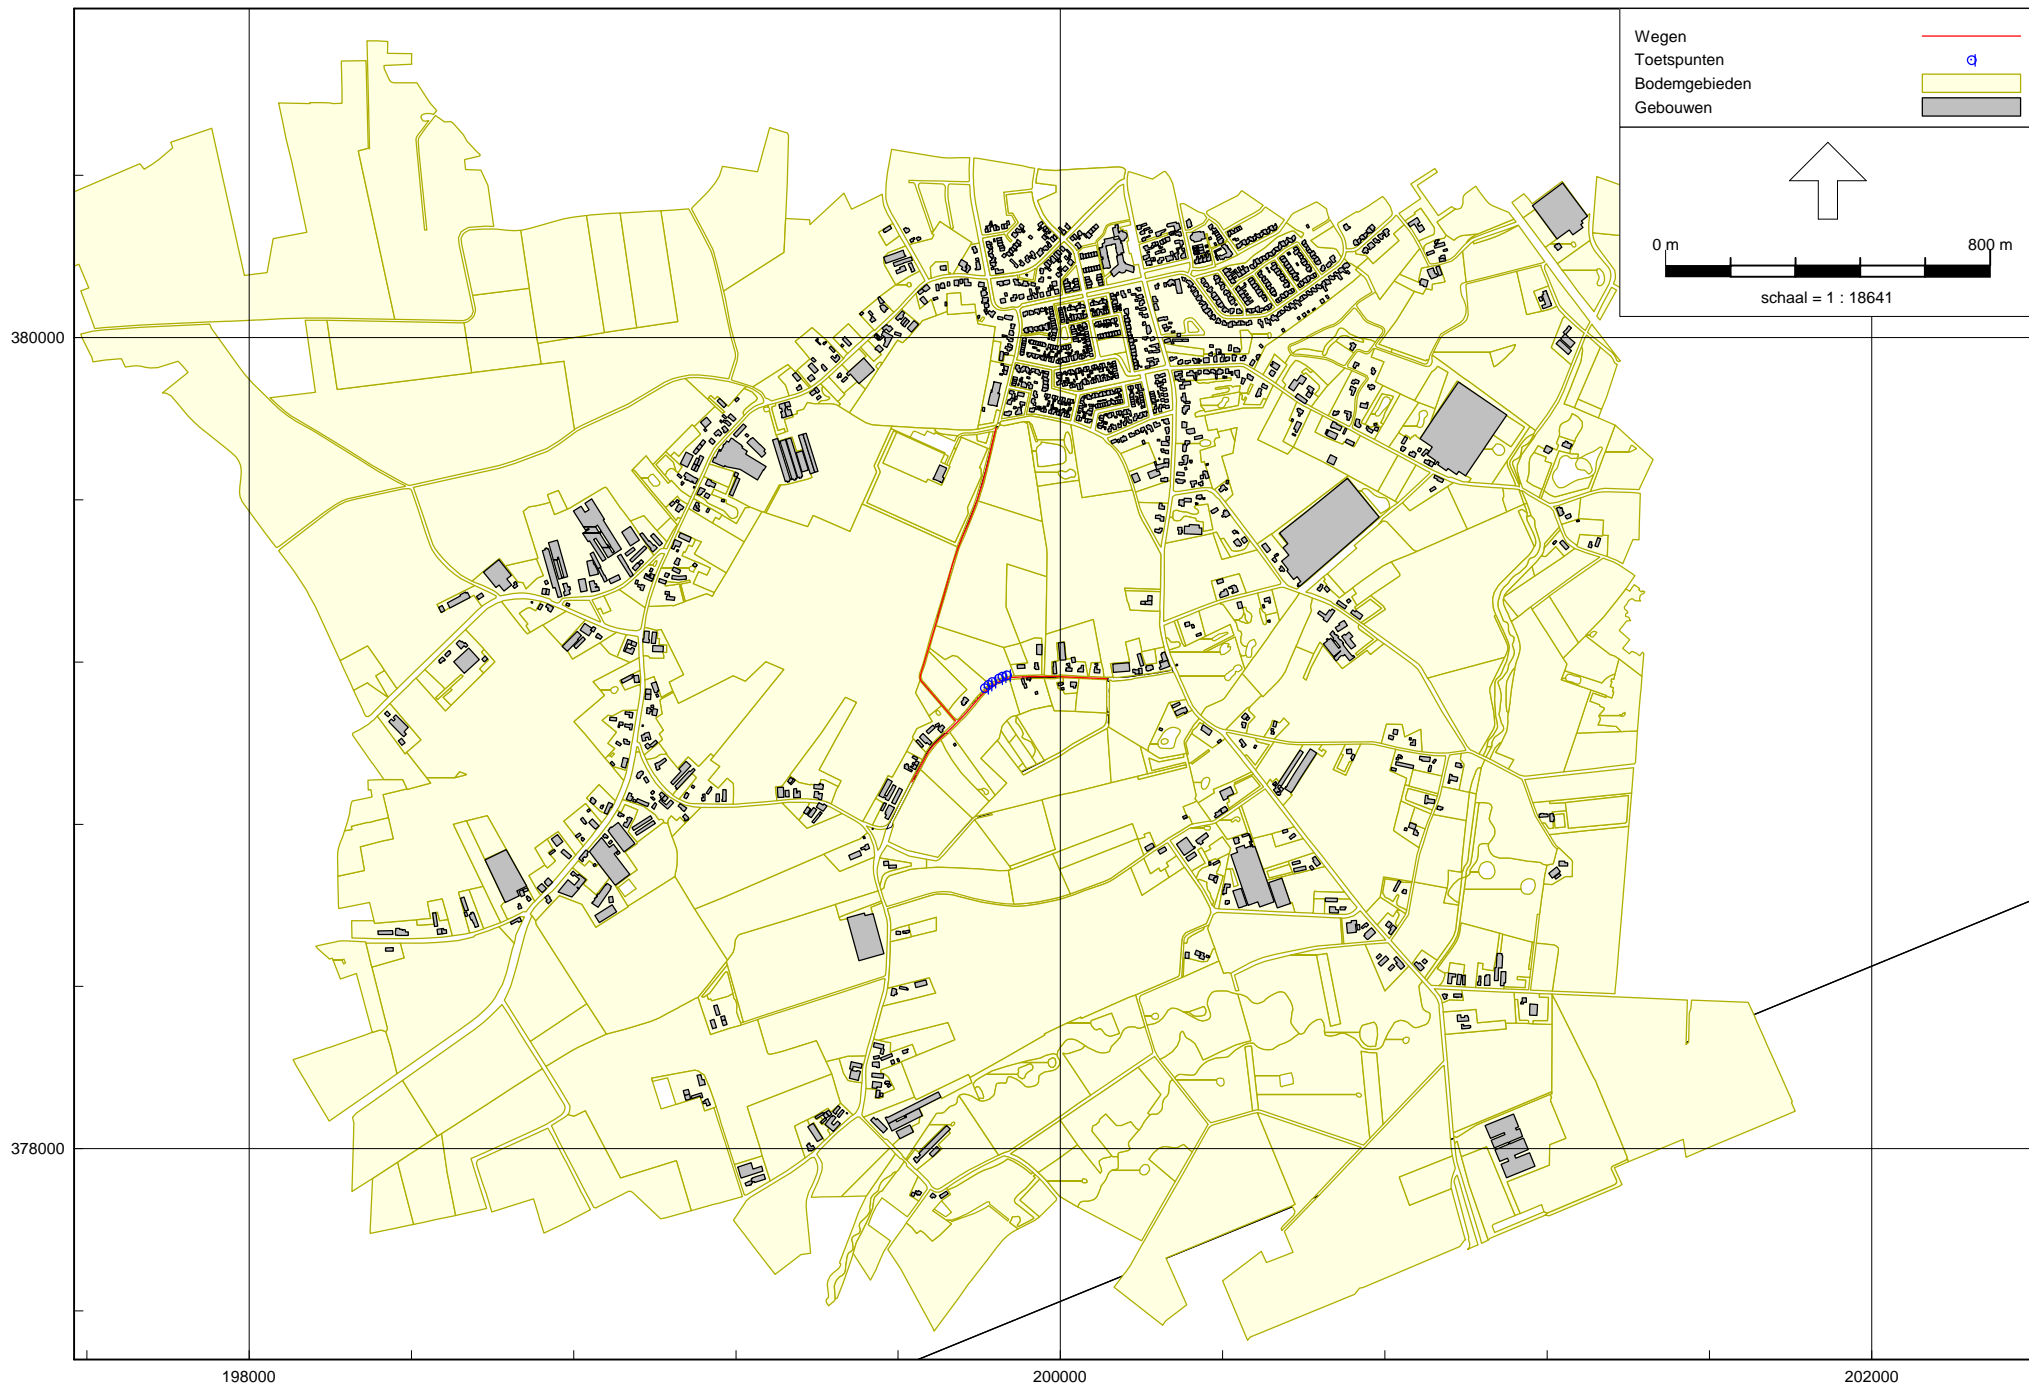 Wegen
Toetspunten
Bodemgebieden
Gebouwen
0 m 800 m
schaal = 1 : 18641
380000
378000
198000 200000 202000